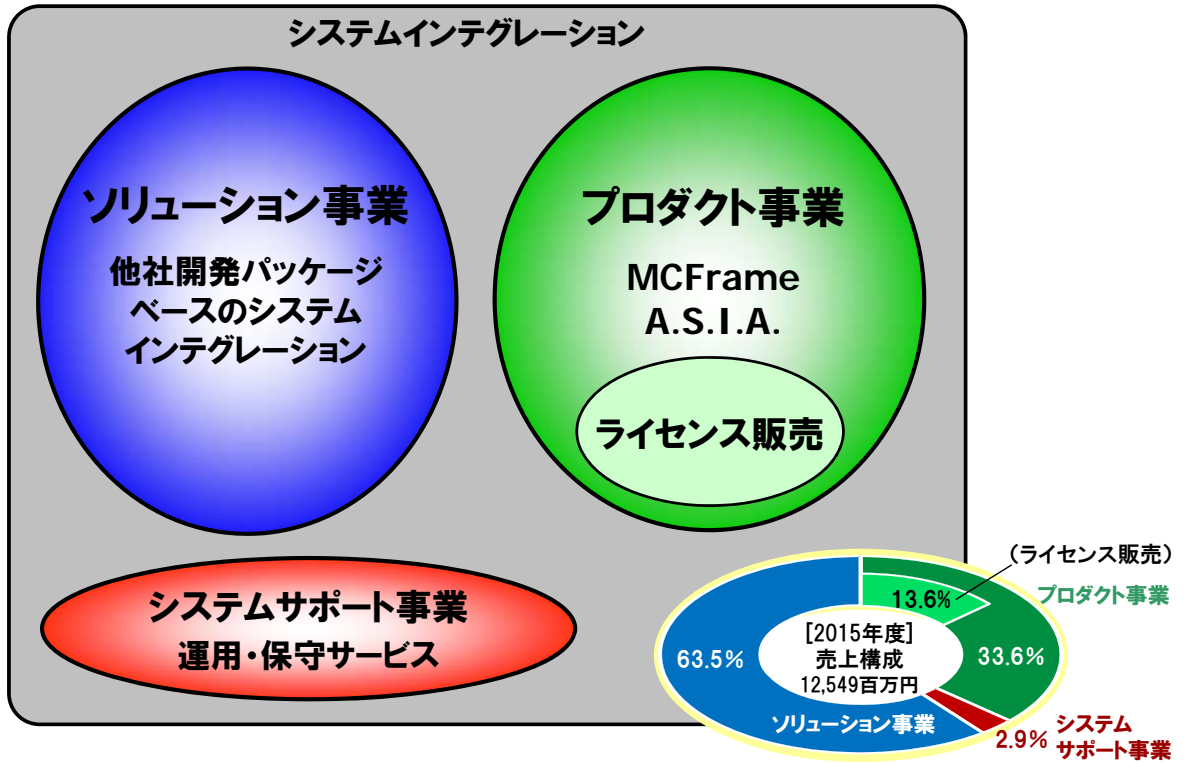 システムインテグレーション
ソリューション事業
他社開発パッケージ
ベースのシステム
インテグレーション
プロダクト事業
MCFrame
A.S.I.A.
ライセンス販売
システムサポート事業
運用・保守サービス
(ライセンス販売)
プロダクト事業
13.6%
33.6%
[2015年度]
売上構成
12,549百万円
63.5%
ソリューション事業
2.9%
システム
サポート事業